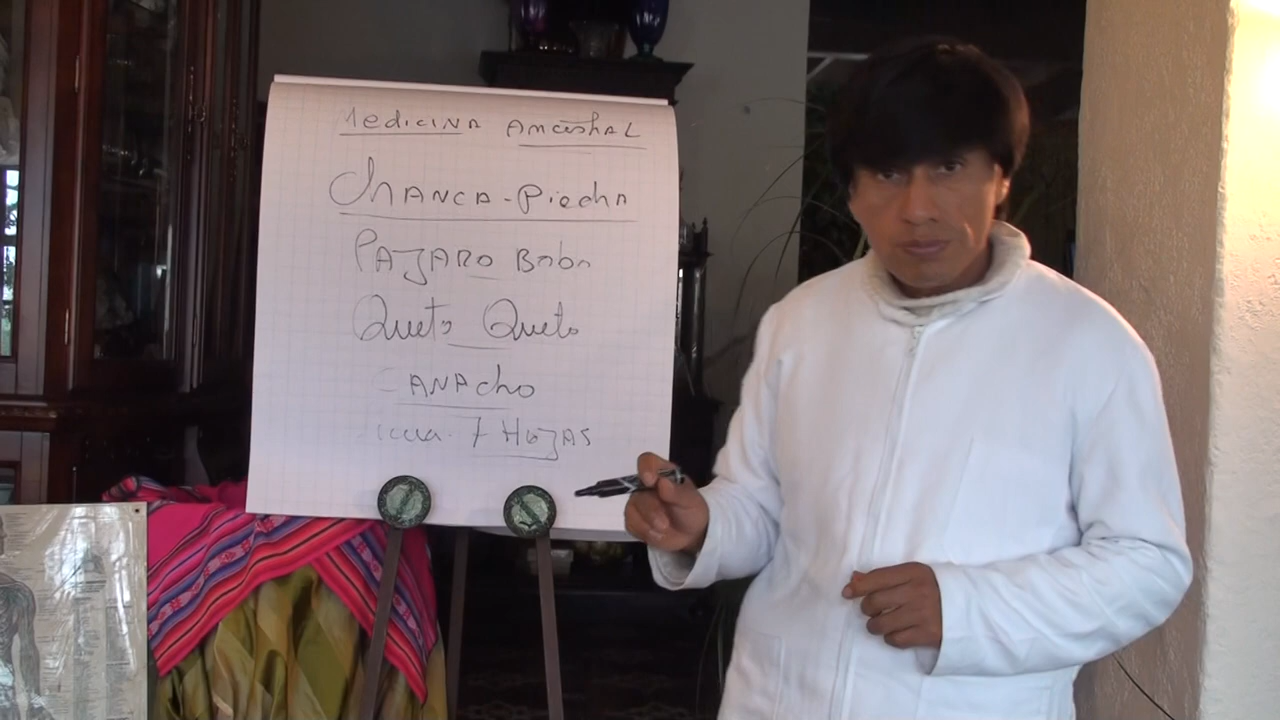 Medicina Ancestral
Chanca-Piedra
PAJARO Bobo
Queto Queto
CANAcho
7 HOJAS